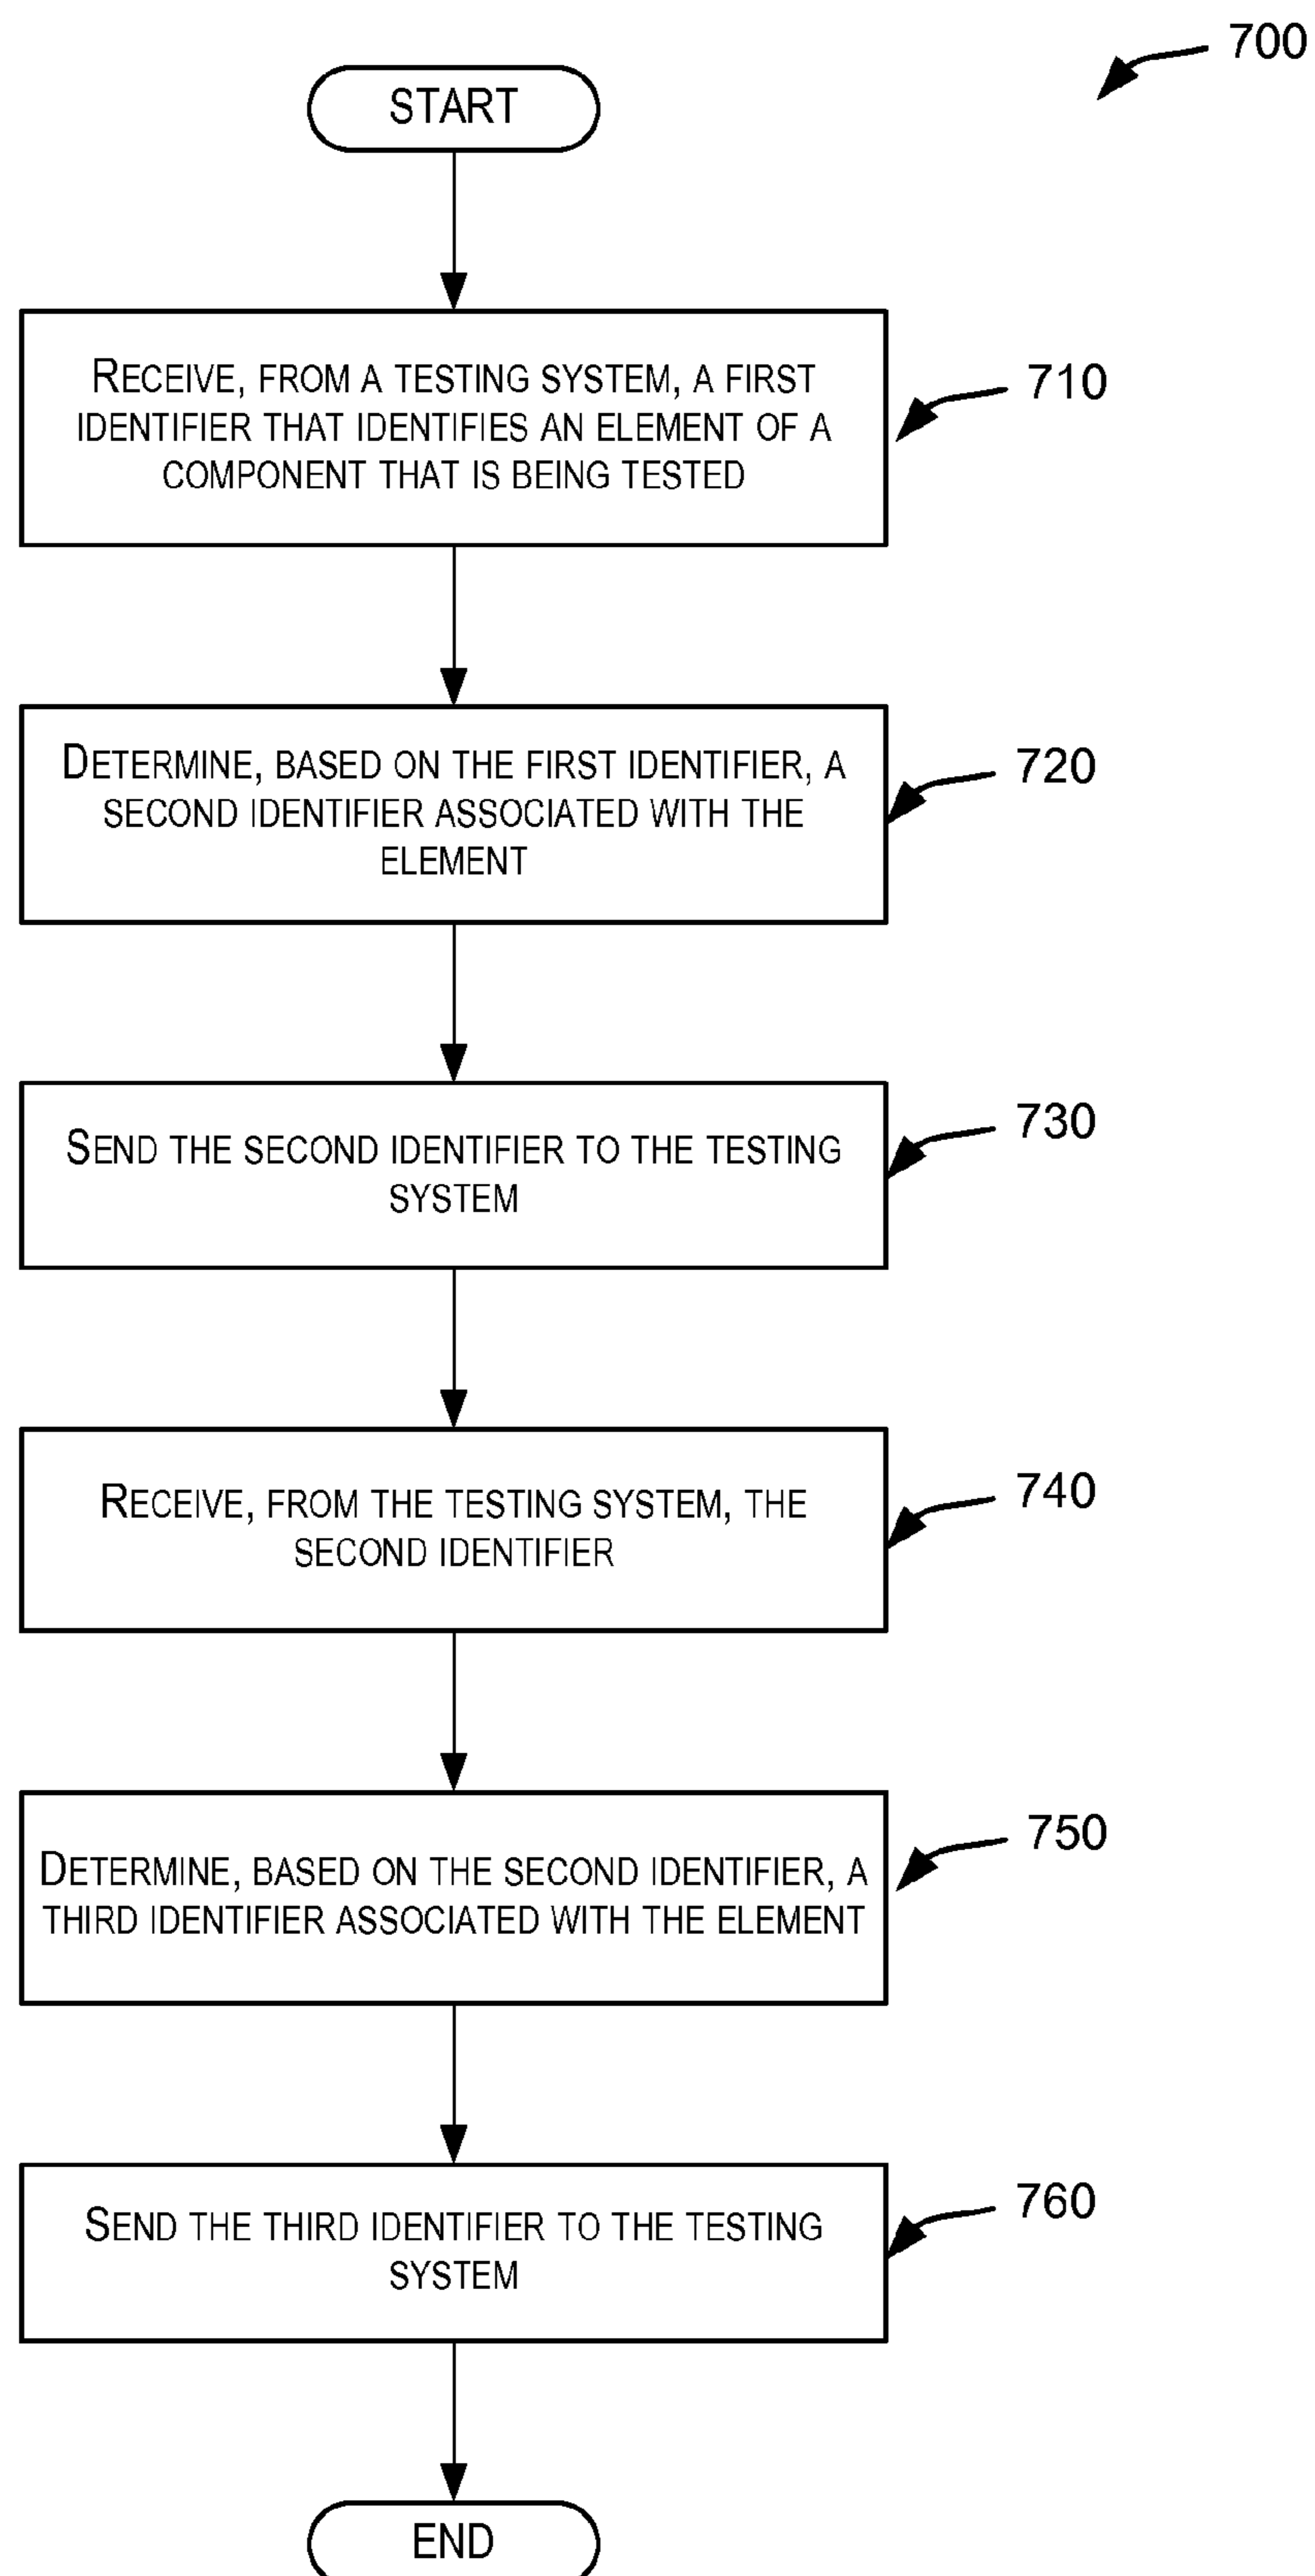 700
START
RECEIVE, FROM A TESTING SYSTEM, A FIRST
IDENTIFIER THAT IDENTIFIES AN ELEMENT OF A
COMPONENT THAT IS BEING TESTED
710
DETERMINE, BASED ON THE FIRST IDENTIFIER, A
SECOND IDENTIFIER ASSOCIATED WITH THE
ELEMENT
720
SEND THE SECOND IDENTIFIER TO THE TESTING
SYSTEM
730
RECEIVE, FROM THE TESTING SYSTEM, THE
SECOND IDENTIFIER
740
DETERMINE, BASED ON THE SECOND IDENTIFIER, A
THIRD IDENTIFIER ASSOCIATED WITH THE ELEMENT
750
SEND THE THIRD IDENTIFIER TO THE TESTING
SYSTEM
760
END